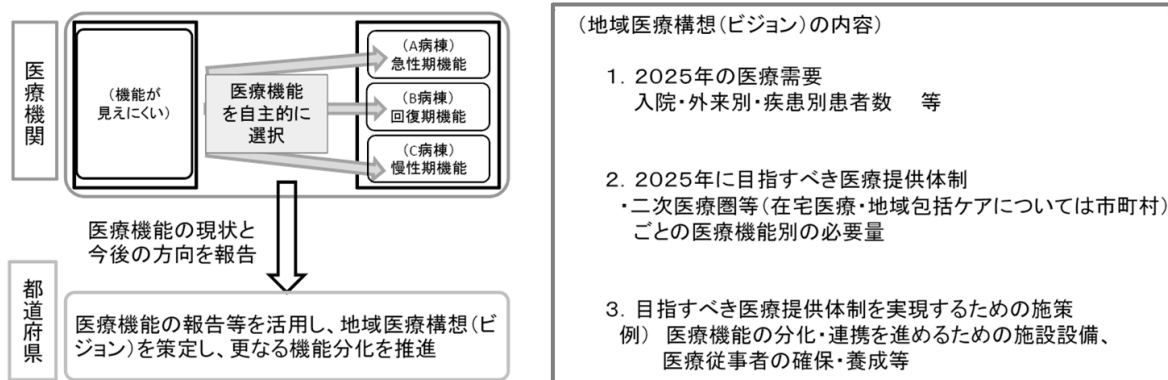 医療機関
(機能が
見えにくい)
医療機能
を自主的に
選択
(A病棟)
急性期機能
(B病棟)
回復期機能
(C病棟)
慢性期機能
医療機能の現状と
今後の方向を報告
都道府県
医療機能の報告等を活用し、地域医療構想(ビ
ジョン)を策定し、更なる機能分化を推進
(地域医療構想(ビジョン)の内容)
1. 2025年の医療需要
入院・外来別・疾患別患者数 等
2. 2025年に目指すべき医療提供体制
・二次医療圏等(在宅医療・地域包括ケアについては市町村)
ごとの医療機能別の必要量
3. 目指すべき医療提供体制を実現するための施策
例) 医療機能の分化・連携を進めるための施設設備、
医療従事者の確保・養成等